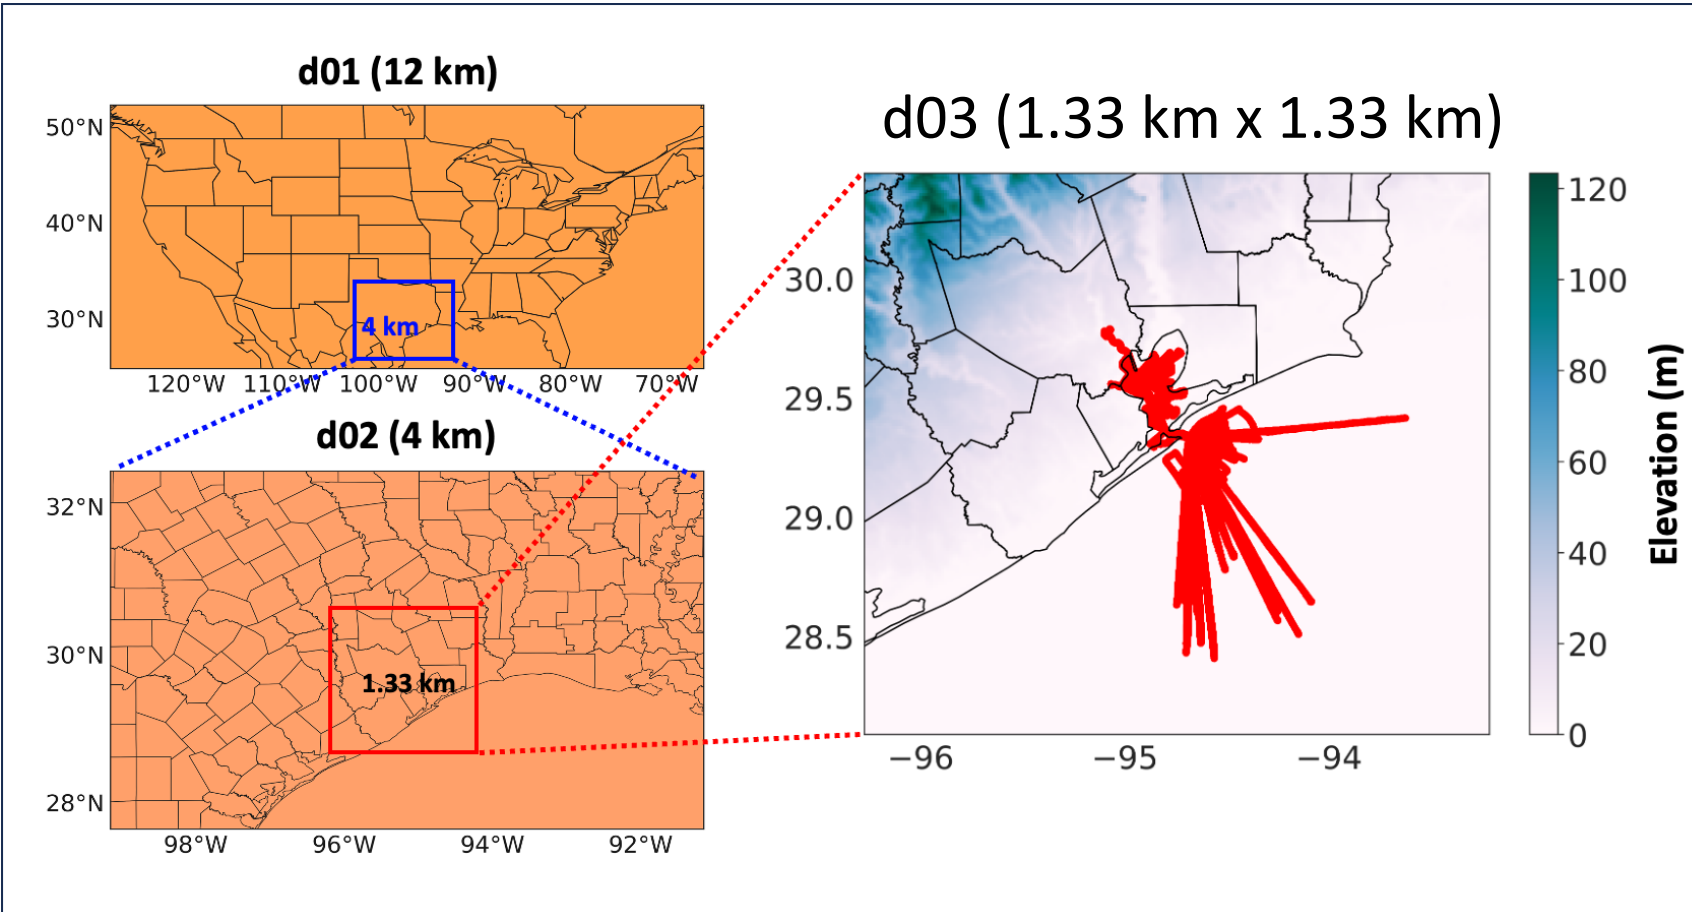 d01 (12 km)
50°N
40°N
30°N
4 km
120°W 110°W 100°W 90°W 80°W 70°W
d02 (4 km)
32°N
30°N
28°N
1.33 km
98°W 96°W 94°W 92°W
d03 (1.33 km x 1.33 km)
30.0
29.5
29.0
28.5
−96 −95 −94
120
100
80
60
40
20
0
Elevation (m)